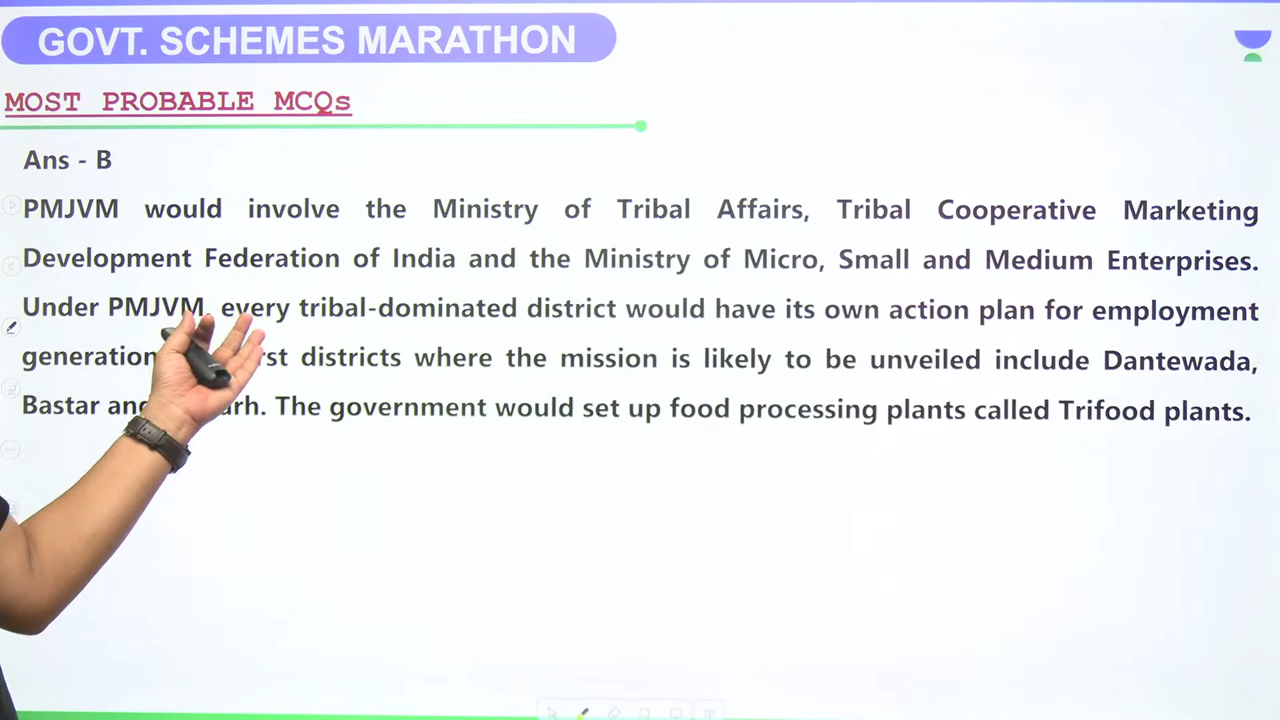 GOVT. SCHEMES MARATHON
MOST PROBABLE MCQs
Ans - B
PMJVM would involve the Ministry of Tribal Affairs, Tribal Cooperative Marketing
Development Federation of India and the Ministry of Micro, Small and Medium Enterprises.
Under PMJVM, every tribal-dominated district would have its own action plan for employment
generation districts where the mission is likely to be unveiled include Dantewada,
Bastar and The government would set up food processing plants called Trifood plants.